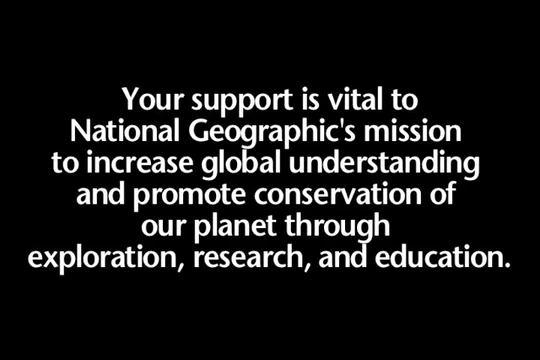 Your support is vital to
National Geographic's mission
to increase global understanding
and promote conservation of
our planet through
exploration, research, and education.